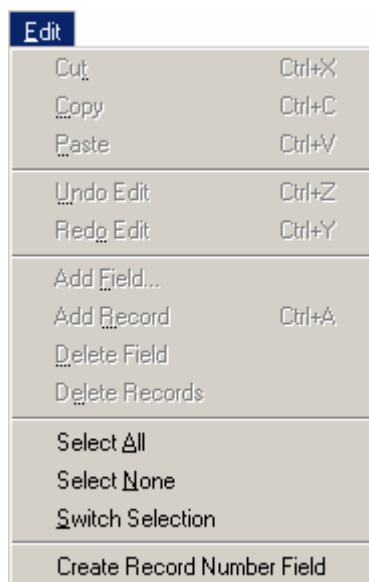 Edit
Cut Ctrl+X
Copy Ctrl+C
Paste Ctrl+V
Undo Edit Ctrl+Z
Redo Edit Ctrl+Y
Add Field...
Add Record Ctrl+A
Delete Field
Delete Records
Select All
Select None
Switch Selection
Create Record Number Field